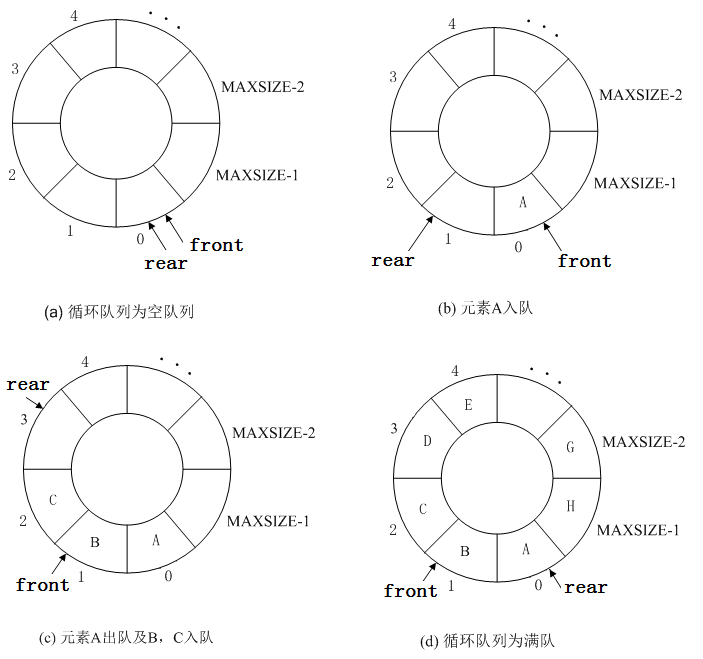 4 . . .
3
MAXSIZE-2
2
MAXSIZE-1
1
0
front
rear
(a) 循环队列为空队列
4 . . .
3
MAXSIZE-2
2
MAXSIZE-1
A
1
0
rear
front
(b) 元素A入队
4 . . .
rear
3
MAXSIZE-2
C
2
MAXSIZE-1
B
A
front
1
0
(c) 元素A出队及B，C入队
4 . . .
E
3
D
G
MAXSIZE-2
C
H
2
MAXSIZE-1
B
A
front
1
0
rear
(d) 循环队列为满队